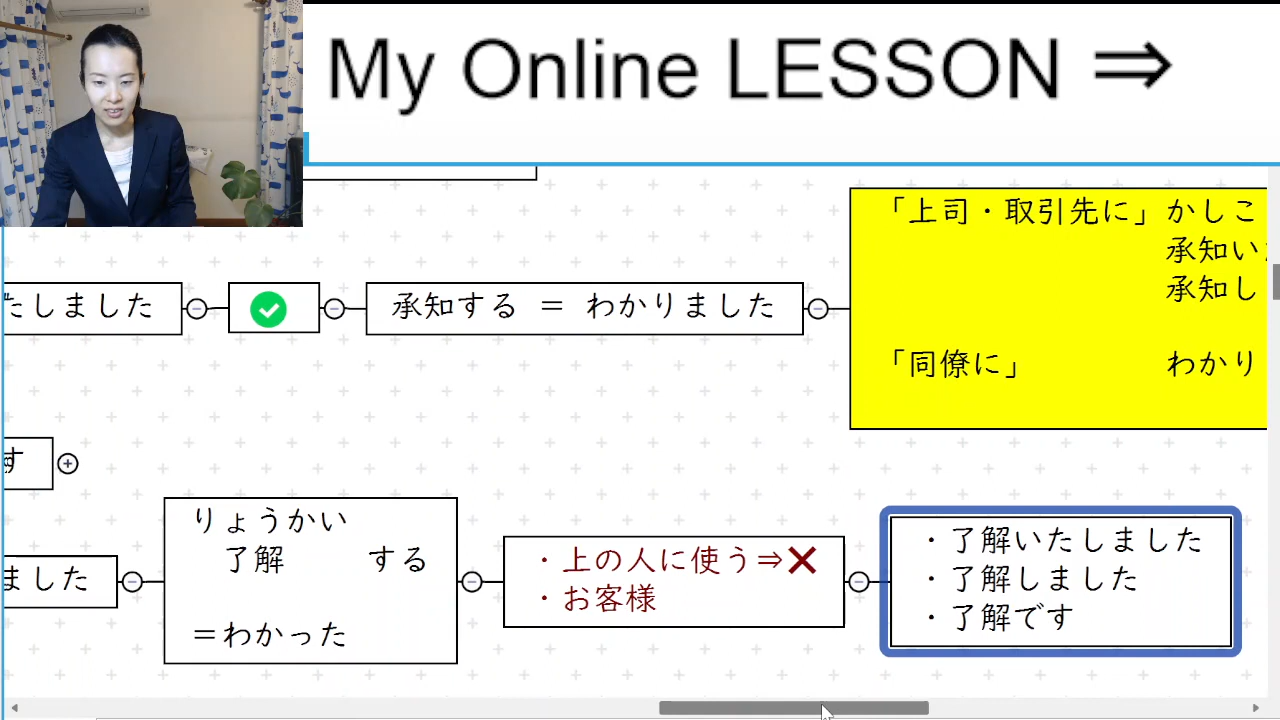 My Online LESSON ⇒
「上司・取引先に」かしこ
承知い
承知し
「同僚に」 わかり
たしました
承知する = わかりました
す
ました
りょうかい
了解 する
=わかった
・上の人に使う⇒❌
・お客様
・了解いたしました
・了解しました
・了解です